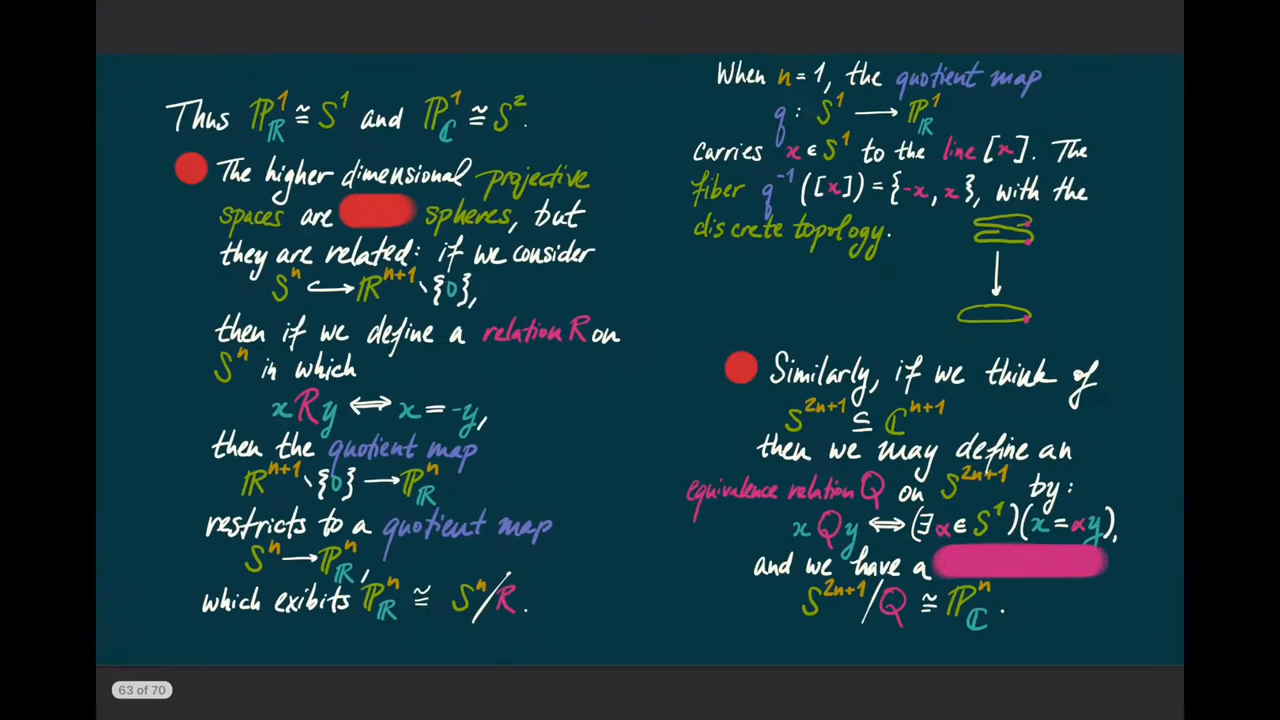 Thus ℙ¹_ℝ ≅ S¹ and ℙ¹_ℂ ≅ S².
The higher dimensional projective
spaces are spheres, but
they are related: if we consider
Sⁿ ↪ ℝⁿ⁺¹ \ {0},
then if we define a relation R on
Sⁿ in which
x R y ⟺ x = -y,
then the quotient map
ℝⁿ⁺¹ \ {0} → ℙⁿ_ℝ
restricts to a quotient map
Sⁿ → ℙⁿ_ℝ,
which exibits ℙⁿ_ℝ ≅ Sⁿ/R.
When n = 1, the quotient map
q: S¹ → ℙ¹_ℝ
carries x ∈ S¹ to the line [x]. The
fiber q⁻¹([x]) = {-x, x}, with the
discrete topology.
Similarly, if we think of
S²ⁿ⁺¹ ⊆ ℂⁿ⁺¹
then we may define an
equivalence relation Q on S²ⁿ⁺¹ by:
x Q y ⟺ (∃α ∈ S¹)(x = αy),
and we have a
S²ⁿ⁺¹/Q ≅ ℙⁿ_ℂ.
63 of 70